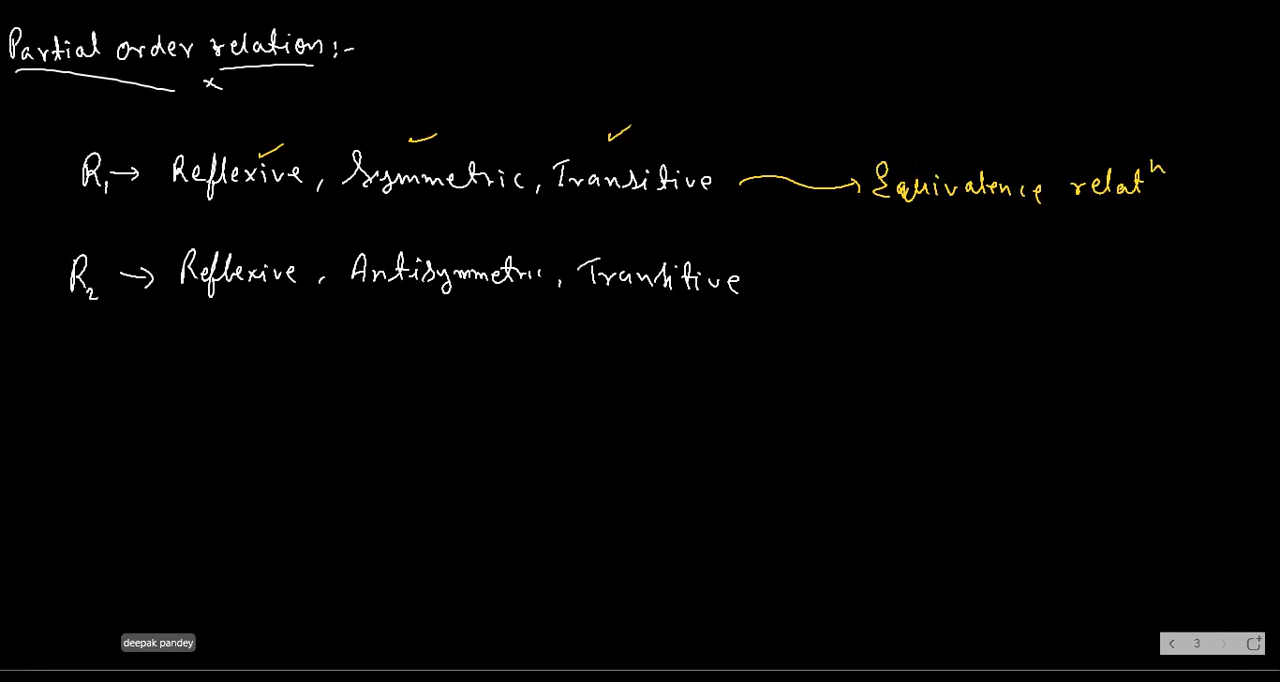 Partial order relation :-
x
R₁ → Reflexive, Symmetric, Transitive → Equivalence relatⁿ
R₂ → Reflexive, Antisymmetric, Transitive
deepak pandey
3